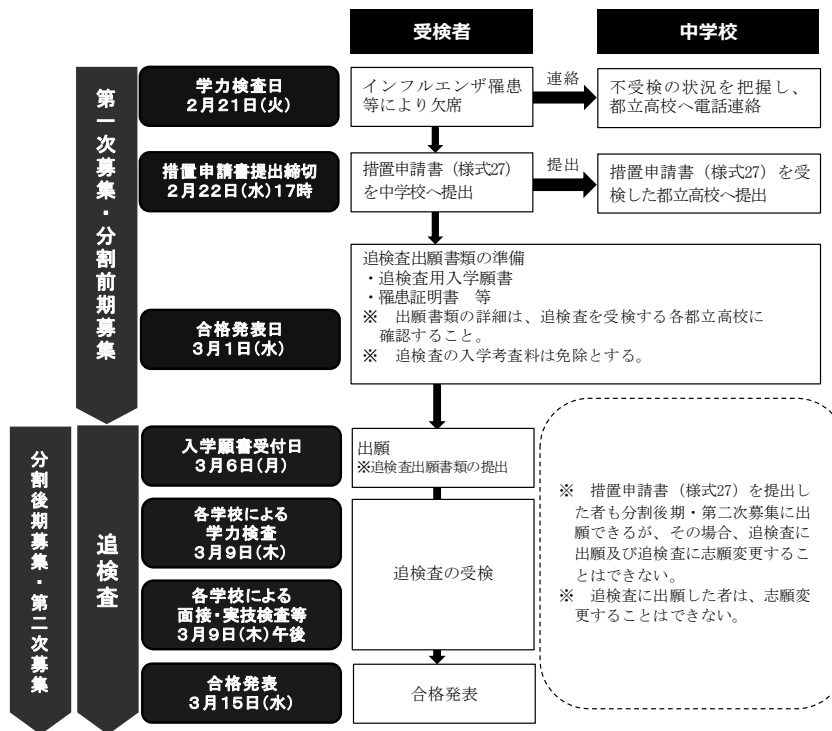 受検者
中学校
第一次募集・分割前期募集
学力検査日
2月21日(火)
インフルエンザ罹患
等により欠席
連絡
不受検の状況を把握し、
都立高校へ電話連絡
措置申請書提出締切
2月22日(水)17時
措置申請書（様式27）
を中学校へ提出
提出
措置申請書（様式27）を受
検した都立高校へ提出
追検査出願書類の準備
・追検査用入学願書
・罹患証明書　等
※　出願書類の詳細は、追検査を受検する各都立高校に
確認すること。
※　追検査の入学考査料は免除とする。
合格発表日
3月1日(水)
分割後期募集・第二次募集
追検査
入学願書受付日
3月6日(月)
出願
※追検査出願書類の提出
各学校による
学力検査
3月9日(木)
追検査の受検
各学校による
面接・実技検査等
3月9日(木)午後
合格発表
3月15日(水)
合格発表
※　措置申請書（様式27）を提出し
た者も分割後期・第二次募集に出
願できるが、その場合、追検査に
出願及び追検査に志願変更するこ
とはできない。
※　追検査に出願した者は、志願変
更することはできない。